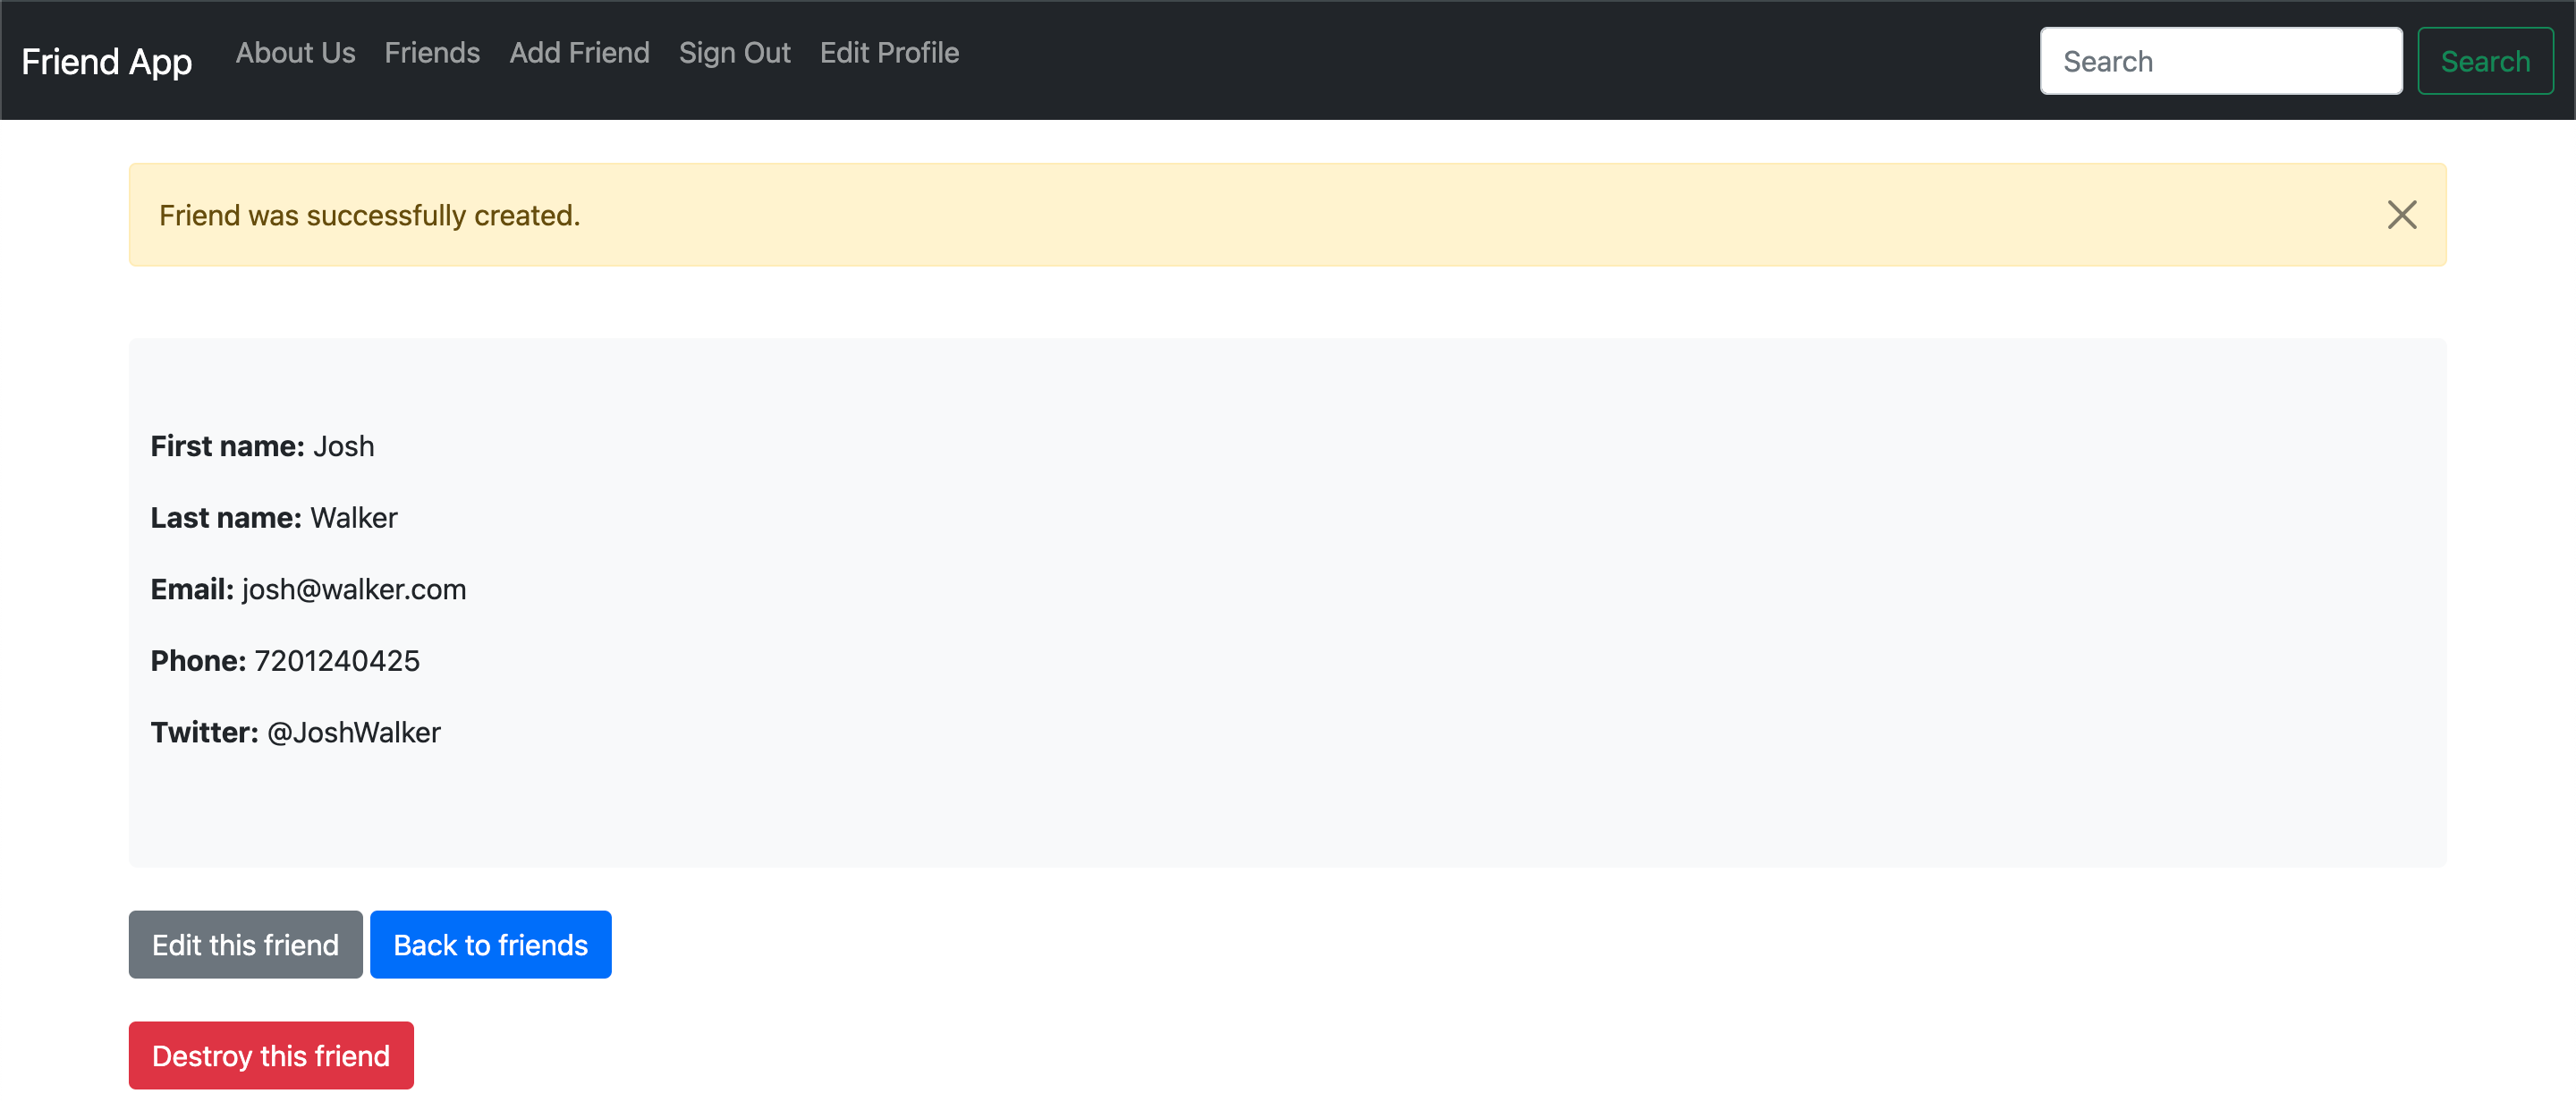 Friend App About Us Friends Add Friend Sign Out Edit Profile Search Search
Friend was successfully created.
First name: Josh
Last name: Walker
Email: josh@walker.com
Phone: 7201240425
Twitter: @JoshWalker
Edit this friend Back to friends
Destroy this friend